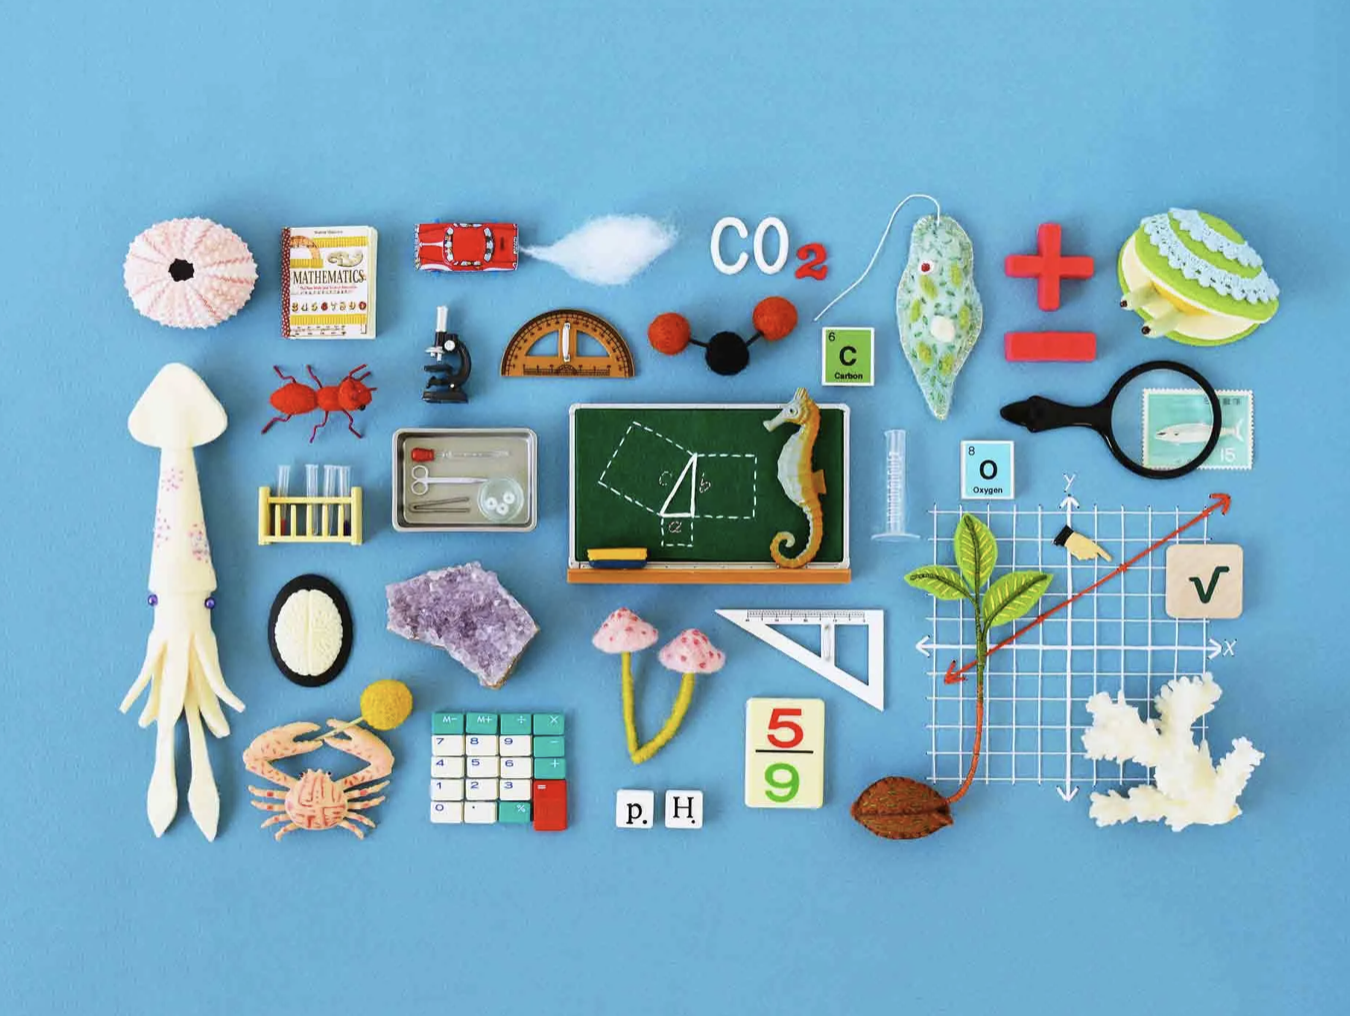 MATHEMATICS
CO2
6
C
Carbon
c
b
a
8
O
Oxygen
15
y
x
√
M- M+ ÷ ×
7 8 9 -
4 5 6 +
1 2 3 =
0 · %
p. H.
5
9